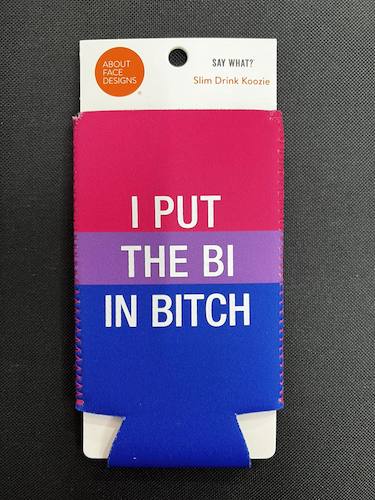 ABOUT
FACE
DESIGNS
SAY WHAT?
Slim Drink Koozie
I PUT
THE BI
IN BITCH